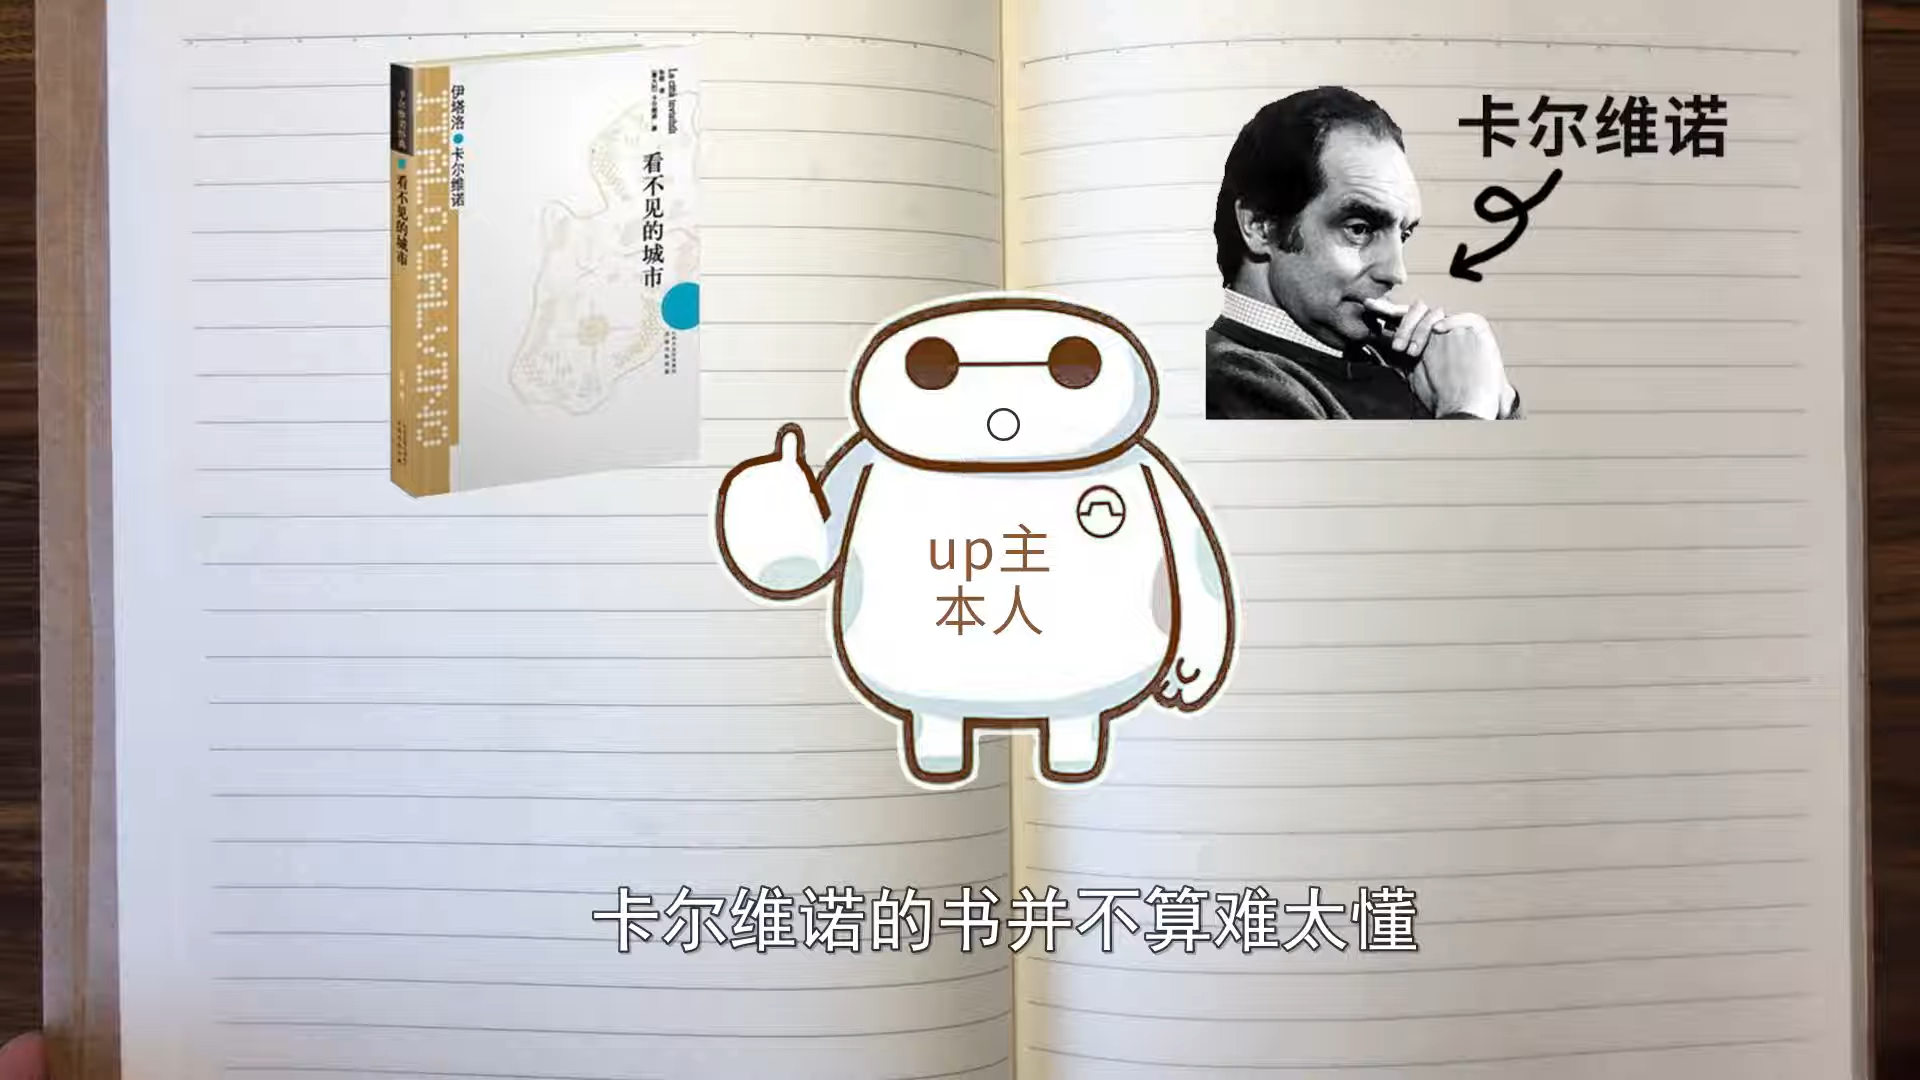 伊塔洛·卡尔维诺
看不见的城市
看不见的城市
卡尔维诺
up主
本人
卡尔维诺的书并不算难太懂